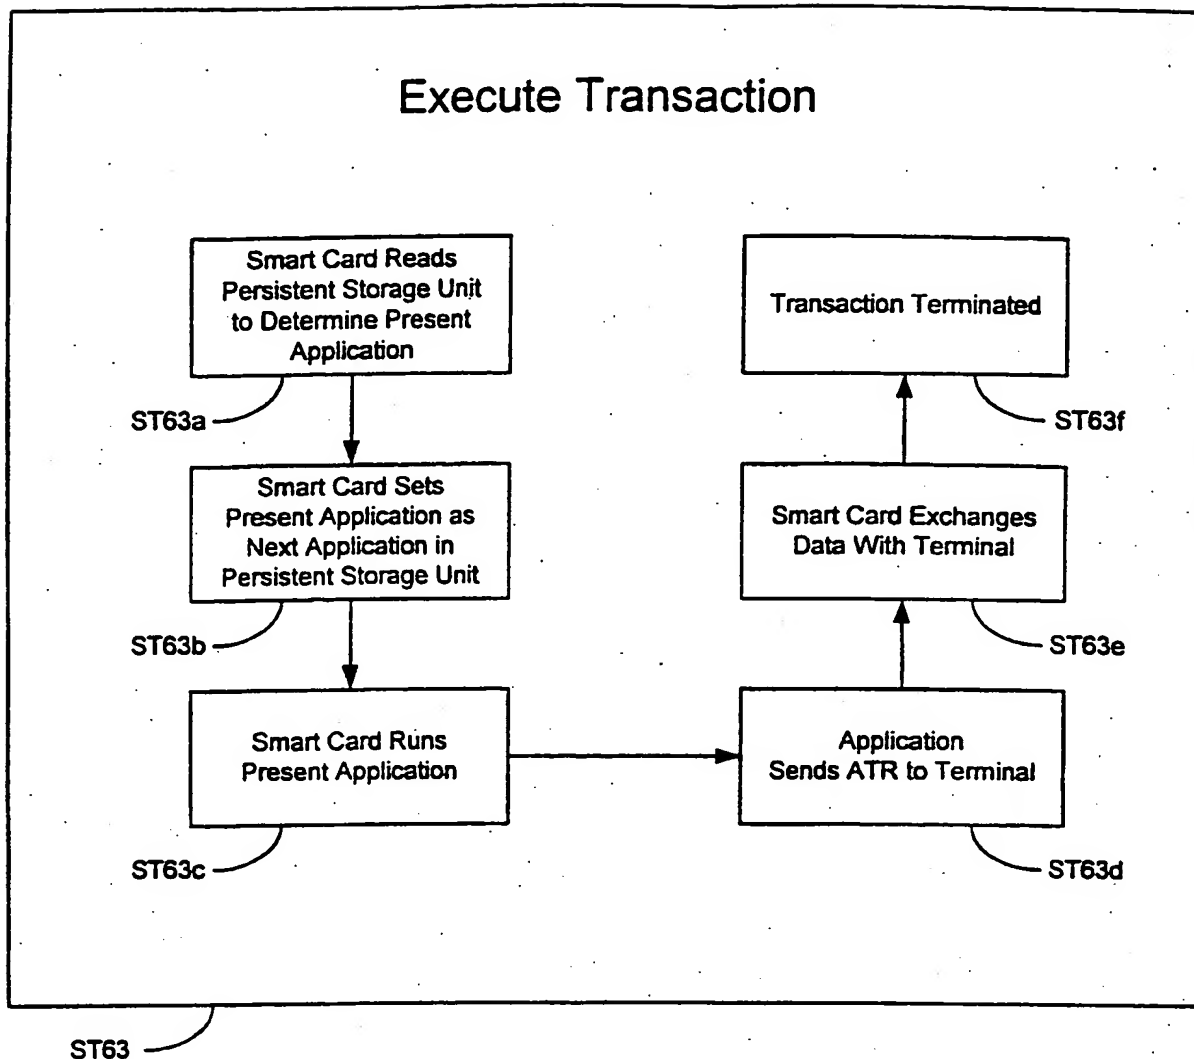 Execute Transaction
Smart Card Reads
Persistent Storage Unit
to Determine Present
Application
ST63a
Smart Card Sets
Present Application as
Next Application in
Persistent Storage Unit
ST63b
Smart Card Runs
Present Application
ST63c
Application
Sends ATR to Terminal
ST63d
Smart Card Exchanges
Data With Terminal
ST63e
Transaction Terminated
ST63f
ST63